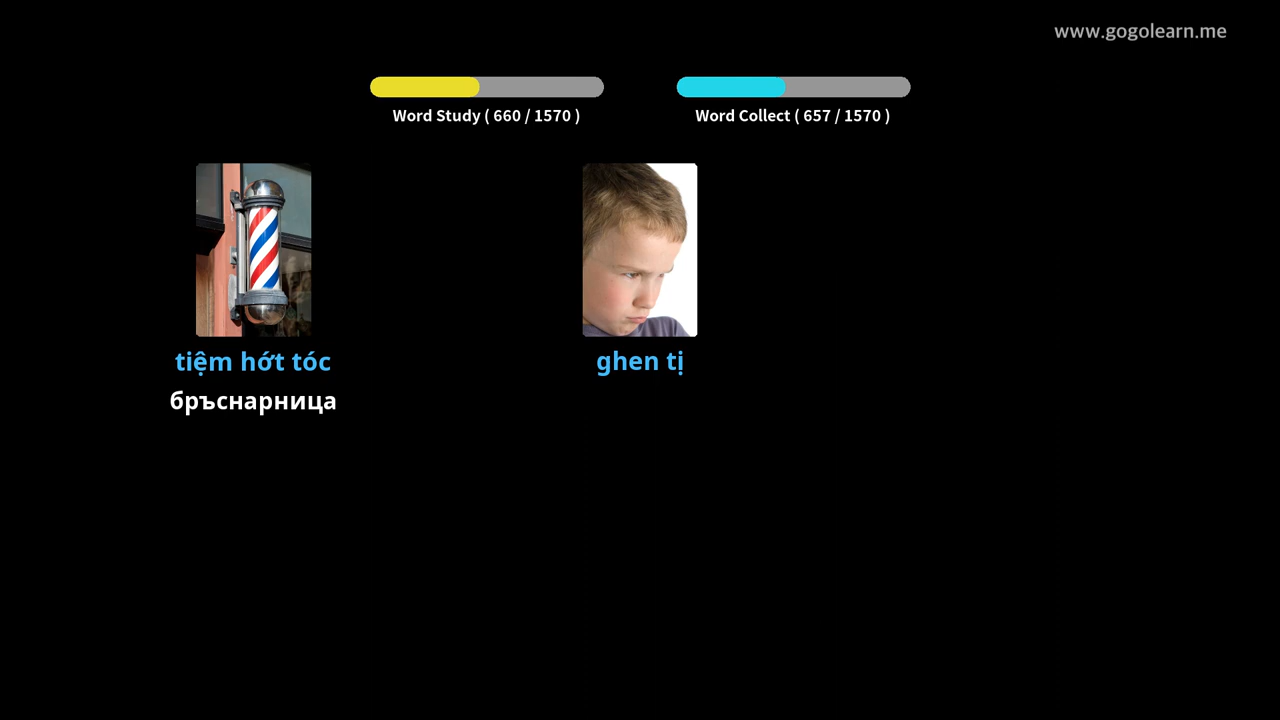 www.gogolearn.me
Word Study ( 660 / 1570 )
Word Collect ( 657 / 1570 )
tiệm hớt tóc
ghen tị
бръснарница